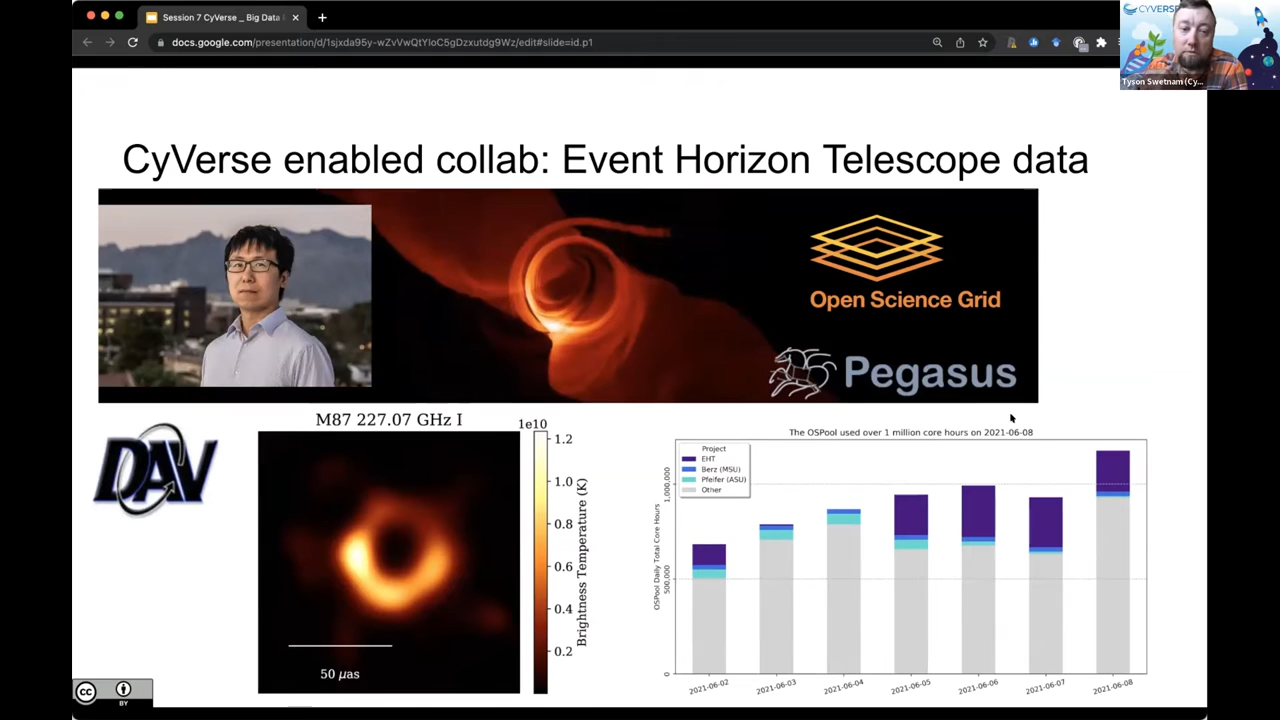 Session 7 CyVerse _ Big Data
docs.google.com/presentation/d/1sjxda95y-wZvVwQtYIoC5gDzxutdg9Wz/edit#slide=id.p1
CYVERSE
Tyson Swetnam (Cy...
CyVerse enabled collab: Event Horizon Telescope data
Open Science Grid
Pegasus
DAV
M87 227.07 GHz I
1e10
1.2
1.0
0.8
0.6
0.4
0.2
Brightness Temperature (K)
50 µas
The OSPool used over 1 million core hours on 2021-06-08
Project
EHT
Berz (MSU)
Pfeifer (ASU)
Other
OSPool Daily Total Core Hours
1,000,000
500,000
0
2021-06-02
2021-06-03
2021-06-04
2021-06-05
2021-06-06
2021-06-07
2021-06-08
cc
BY